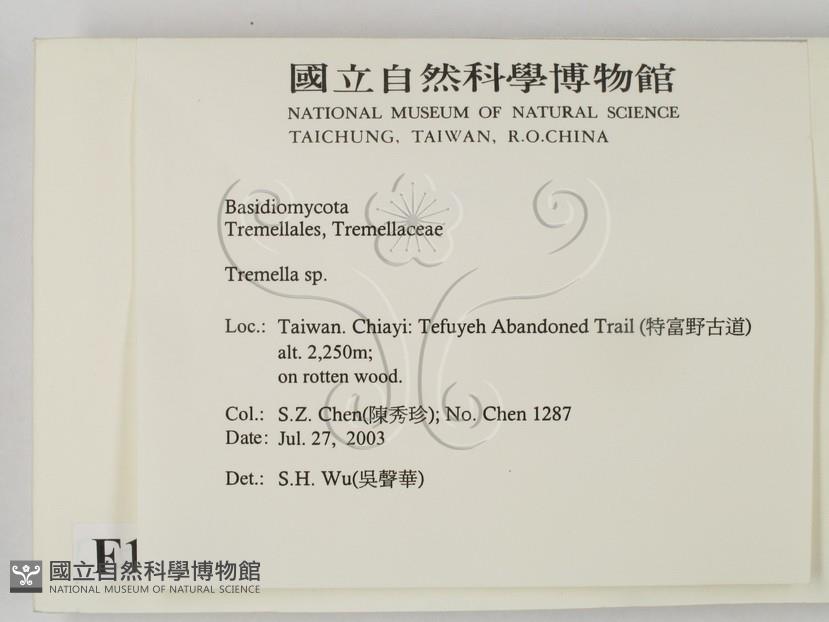 國立自然科學博物館
NATIONAL MUSEUM OF NATURAL SCIENCE
TAICHUNG, TAIWAN, R.O.CHINA
Basidiomycota
Tremellales, Tremellaceae
Tremella sp.
Loc.: Taiwan. Chiayi: Tefuyeh Abandoned Trail (特富野古道)
alt. 2,250m;
on rotten wood.
Col.: S.Z. Chen(陳秀珍); No. Chen 1287
Date: Jul. 27, 2003
Det.: S.H. Wu(吳聲華)
F1
國立自然科學博物館
NATIONAL MUSEUM OF NATURAL SCIENCE